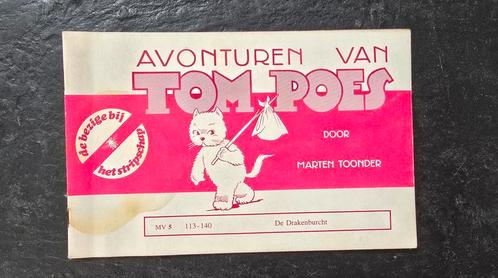 AVONTUREN VAN
TOM POES
de bezige bij
het stripschap
DOOR
MARTEN TOONDER
MV 5 113-140 De Drakenburcht